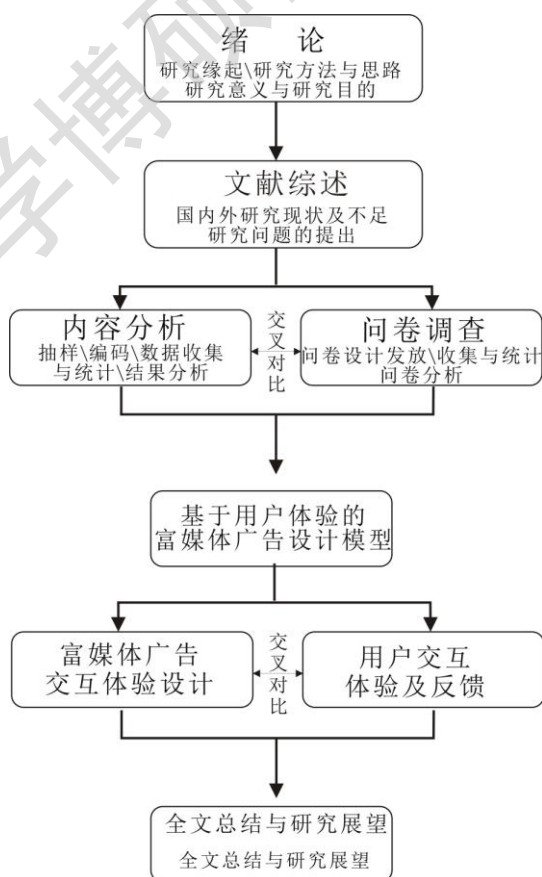 绪 论
研究缘起\研究方法与思路
研究意义与研究目的
文献综述
国内外研究现状及不足
研究问题的提出
内容分析
抽样\编码\数据收集
与统计\结果分析
交叉对比
问卷调查
问卷设计发放\收集与统计
问卷分析
基于用户体验的
富媒体广告设计模型
富媒体广告
交互体验设计
交叉对比
用户交互
体验及反馈
全文总结与研究展望
全文总结与研究展望
学博硕